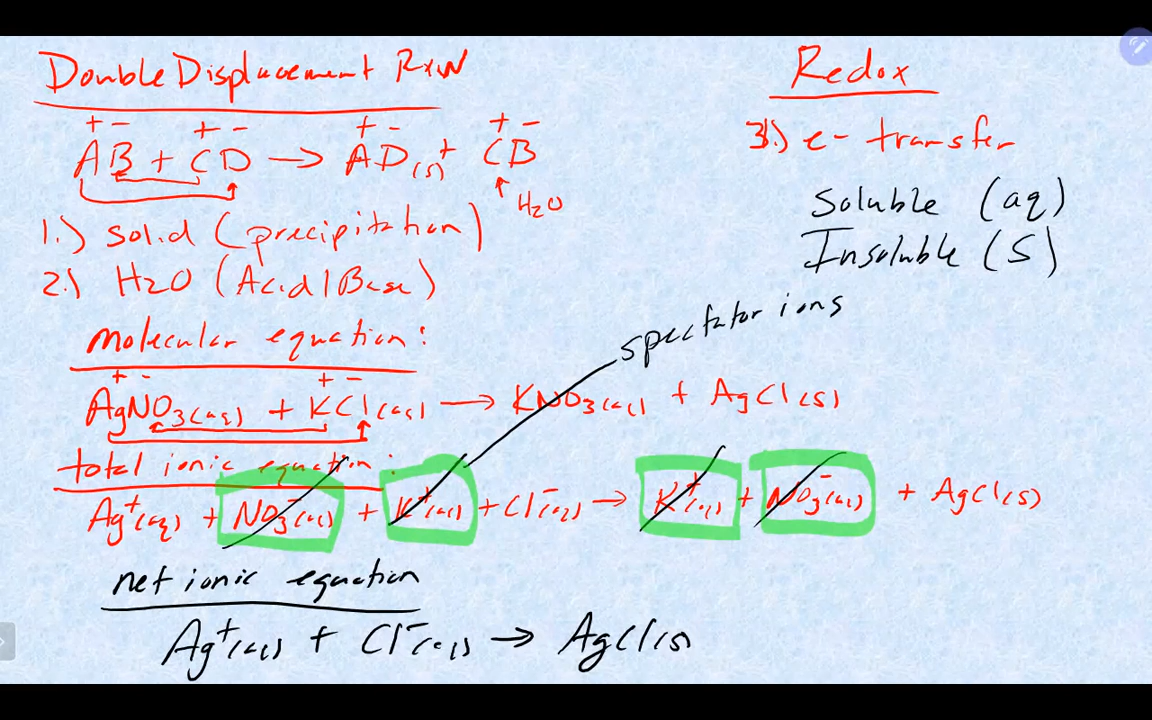 Double Displacement RxN
+ - + - + - + -
AB + CD → AD(s) + CB
H2O
1.) solid (precipitation)
2.) H2O (Acid/Base)
Redox
3.) e- transfer
Soluble (aq)
Insoluble (s)
molecular equation:
spectator ions
+ - + -
AgNO3(aq) + KCl(aq) → KNO3(aq) + AgCl(s)
total ionic equation:
Ag+(aq) + NO3-(aq) + K+(aq) + Cl-(aq) → K+(aq) + NO3-(aq) + AgCl(s)
net ionic equation
Ag+(aq) + Cl-(aq) → AgCl(s)